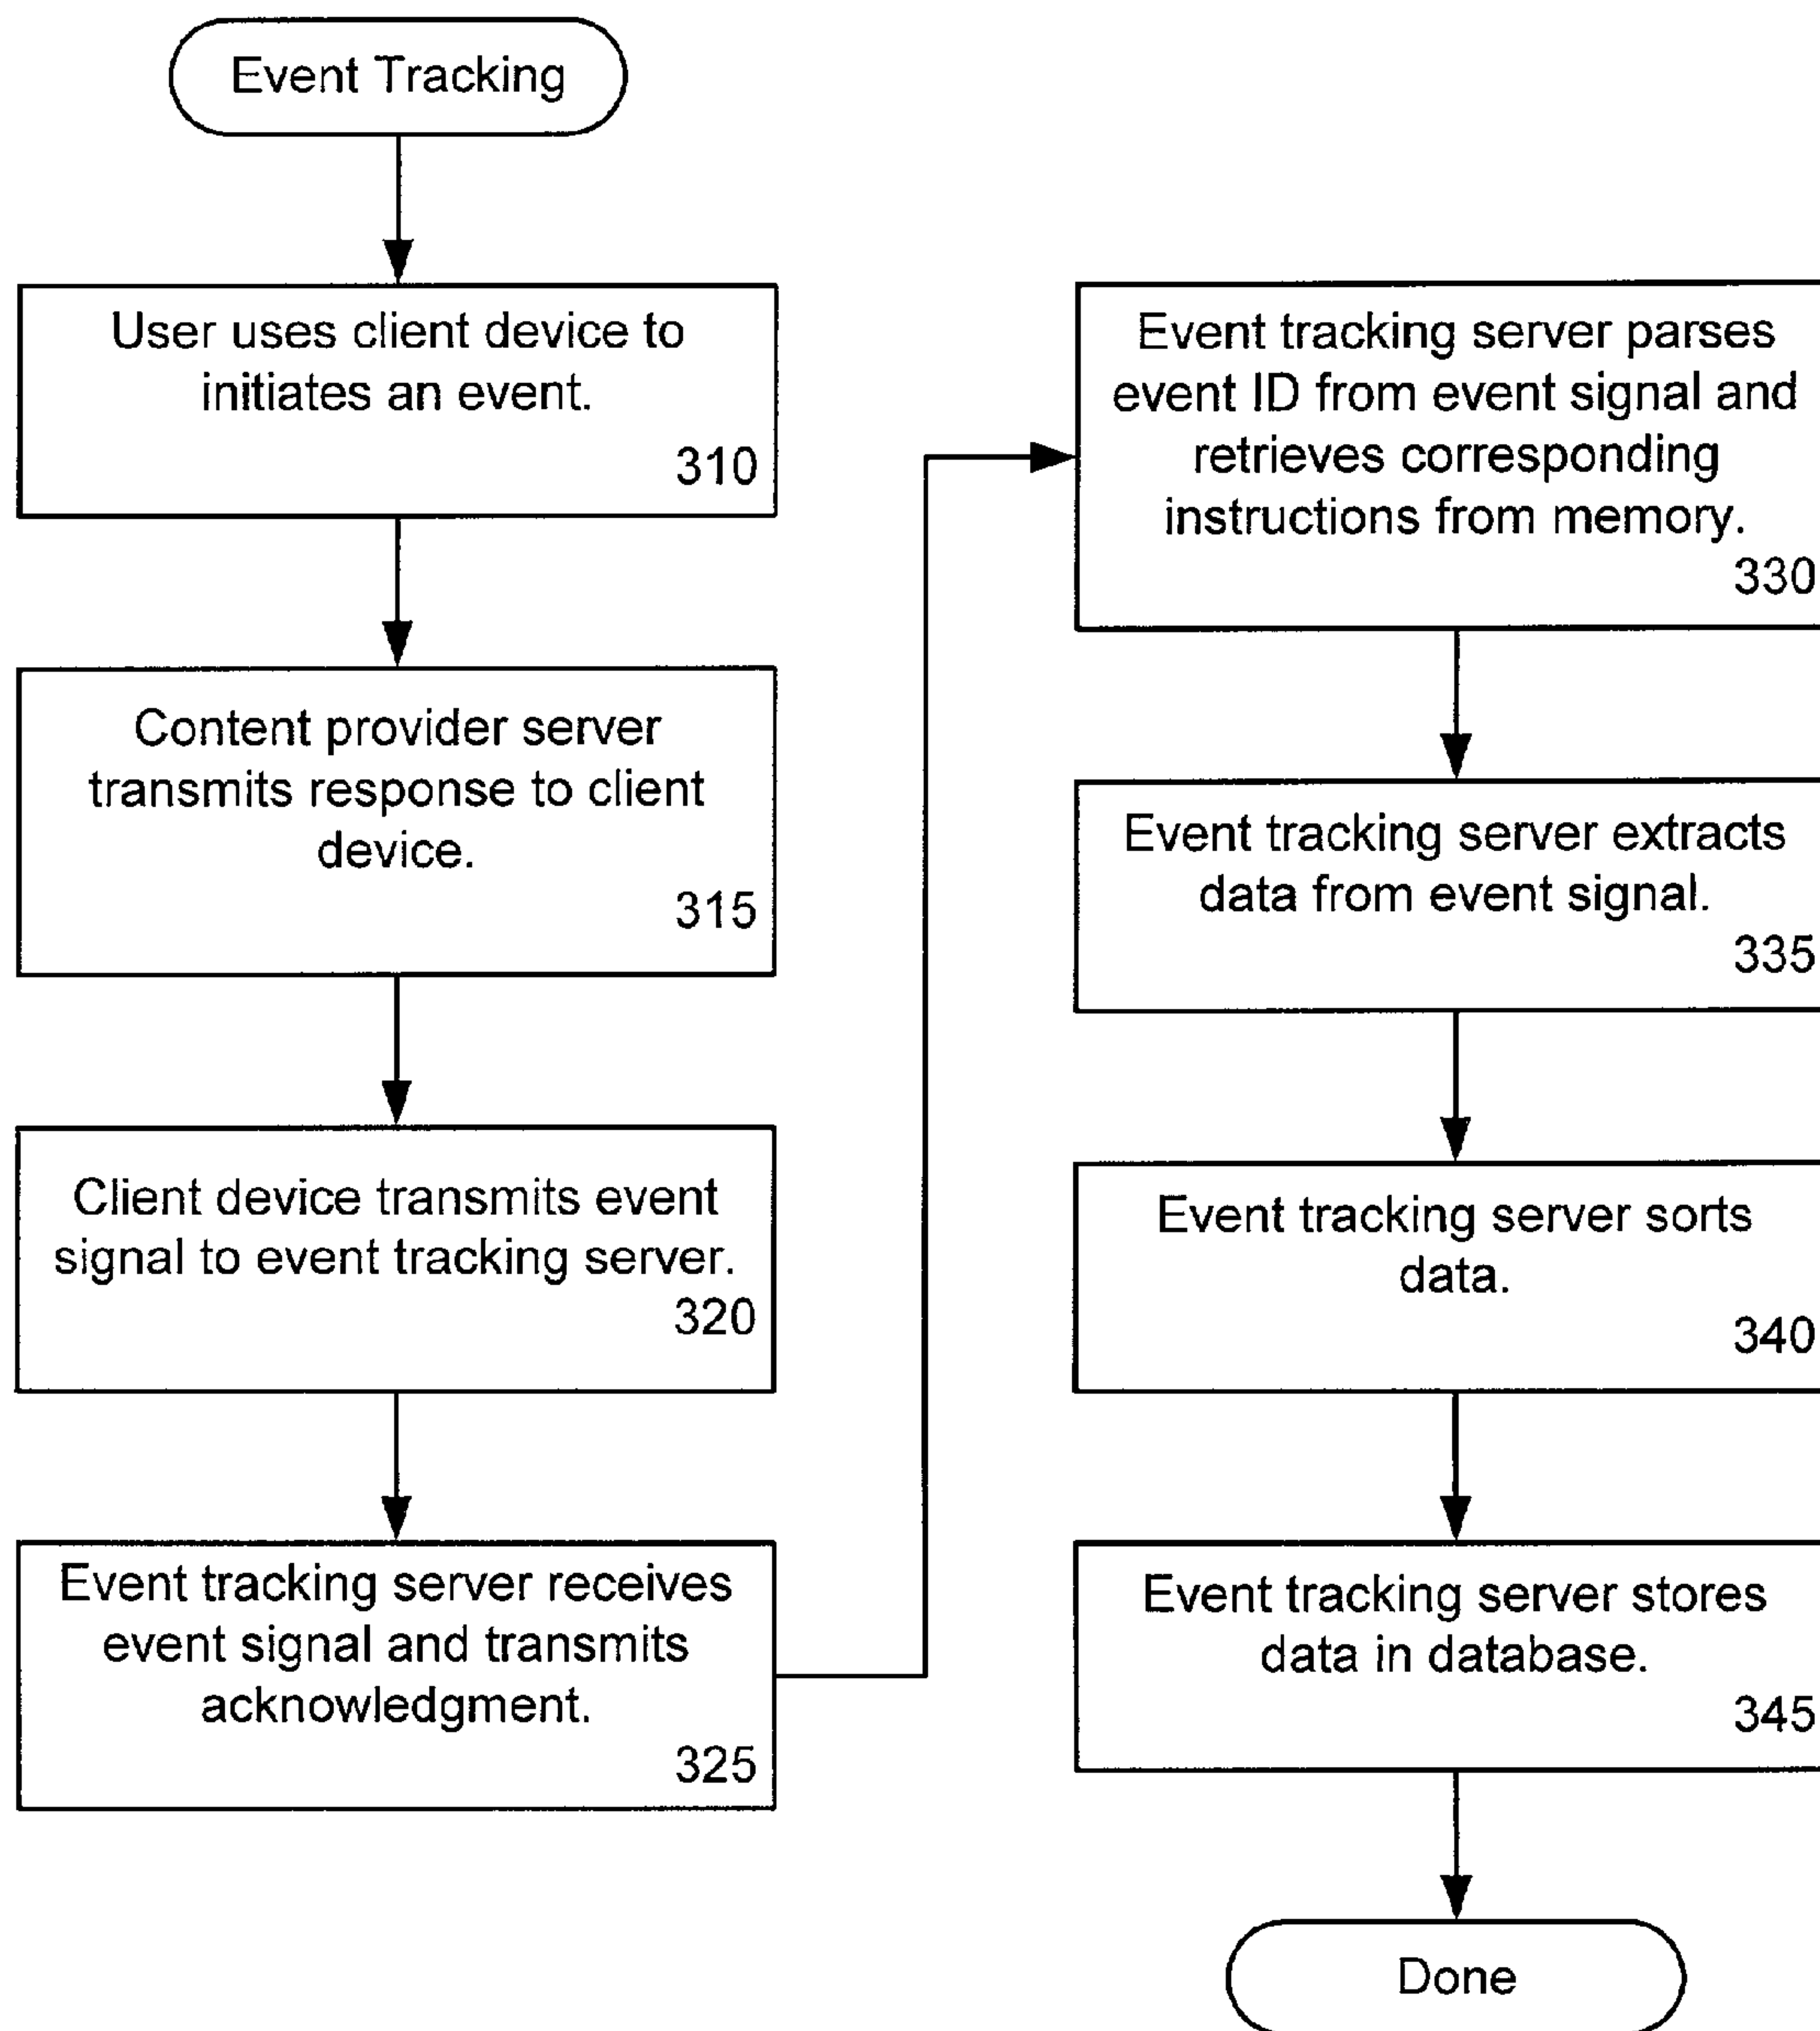 Event Tracking
User uses client device to
initiates an event.
310
Content provider server
transmits response to client
device.
315
Client device transmits event
signal to event tracking server.
320
Event tracking server receives
event signal and transmits
acknowledgment.
325
Event tracking server parses
event ID from event signal and
retrieves corresponding
instructions from memory.
330
Event tracking server extracts
data from event signal.
335
Event tracking server sorts
data.
340
Event tracking server stores
data in database.
345
Done